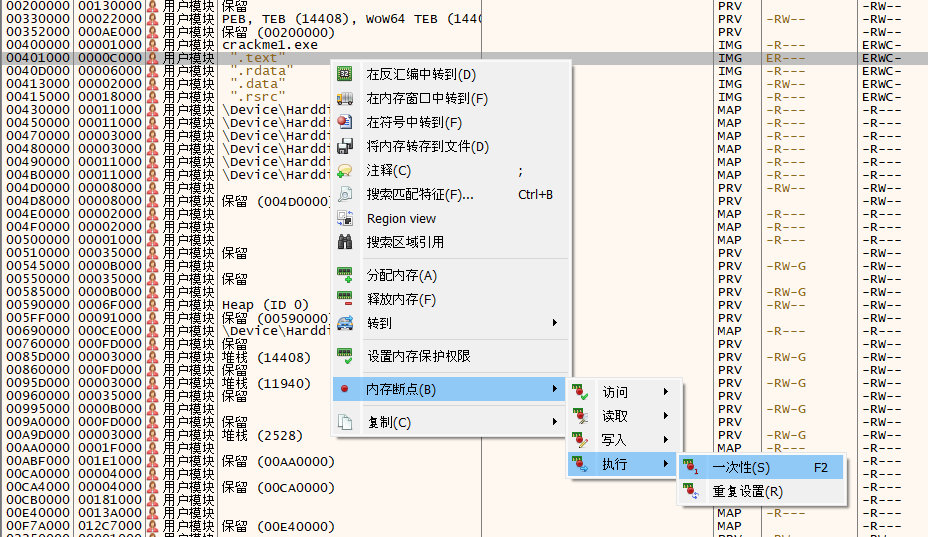 00200000 00130000 用户模块 保留 PRV -RW--
00330000 00022000 用户模块 PEB, TEB (14408), WoW64 TEB (144 PRV -RW-- -RW--
00352000 000AE000 用户模块 保留 (00200000) PRV -RW--
00400000 00001000 用户模块 crackme1.exe IMG -R--- ERWC-
00401000 0000C000 用户模块 ".text" IMG ER--- ERWC-
0040D000 00006000 用户模块 ".rdata" IMG -R--- ERWC-
00413000 00002000 用户模块 ".data" IMG -RW-- ERWC-
00415000 00018000 用户模块 ".rsrc" IMG -R--- ERWC-
00430000 00011000 用户模块 \Device\Harddi MAP -R--- -R---
00450000 00011000 用户模块 \Device\Harddi MAP -R--- -R---
00470000 00003000 用户模块 \Device\Harddi MAP -R--- -R---
00480000 00003000 用户模块 \Device\Harddi MAP -R--- -R---
00490000 00011000 用户模块 \Device\Harddi MAP -R--- -R---
004B0000 00011000 用户模块 \Device\Harddi MAP -R--- -R---
004D0000 00008000 用户模块 PRV -RW-- -RW--
004D8000 00008000 用户模块 保留 (004D0000) PRV -RW--
004E0000 00002000 用户模块 MAP -R--- -R---
004F0000 00002000 用户模块 MAP -R--- -R---
00500000 00001000 用户模块 MAP -R--- -R---
00510000 00035000 用户模块 保留 PRV -RW--
00545000 0000B000 用户模块 PRV -RW-G -RW--
00550000 00035000 用户模块 保留 PRV -RW--
00585000 0000B000 用户模块 PRV -RW-G -RW--
00590000 0006F000 用户模块 Heap (ID 0) PRV -RW-- -RW--
005FF000 00091000 用户模块 保留 (00590000) PRV -RW--
00690000 000CE000 用户模块 \Device\Harddi MAP -R--- -R---
00760000 000FD000 用户模块 保留 PRV -RW--
0085D000 00003000 用户模块 堆栈 (14408) PRV -RW-G -RW--
00860000 000FD000 用户模块 保留 PRV -RW--
0095D000 00003000 用户模块 堆栈 (11940) PRV -RW-G -RW--
00960000 00035000 用户模块 保留 PRV -RW--
00995000 0000B000 用户模块 PRV -RW-G -RW--
009A0000 000FD000 用户模块 保留 PRV -RW--
00A9D000 00003000 用户模块 堆栈 (2528) PRV -RW-G -RW--
00AA0000 0001F000 用户模块 PRV -RW-- -RW--
00ABF000 001E1000 用户模块 保留 (00AA0000) PRV -RW--
00CA0000 00004000 用户模块 MAP -R--- -R---
00CA4000 00004000 用户模块 保留 (00CA0000) MAP -R---
00CB0000 00181000 用户模块 MAP -R--- -R---
00E40000 0013A000 用户模块 MAP -R--- -R---
00F7A000 012C7000 用户模块 保留 (00E40000) MAP -R---
在反汇编中转到(D)
在内存窗口中转到(F)
在符号中转到(F)
将内存转存到文件(D)
注释(C) ;
搜索匹配特征(F)... Ctrl+B
Region view
搜索区域引用
分配内存(A)
释放内存(F)
转到
设置内存保护权限
内存断点(B)
复制(C)
访问
读取
写入
执行
一次性(S) F2
重复设置(R)